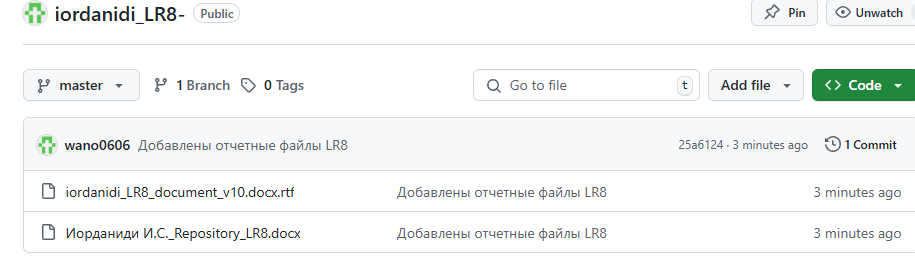 iordanidi_LR8- Public Pin Unwatch
master 1 Branch 0 Tags Go to file t Add file Code
wano0606 Добавлены отчетные файлы LR8 25a6124 · 3 minutes ago 1 Commit
iordanidi_LR8_document_v10.docx.rtf Добавлены отчетные файлы LR8 3 minutes ago
Иорданиди И.С._Repository_LR8.docx Добавлены отчетные файлы LR8 3 minutes ago